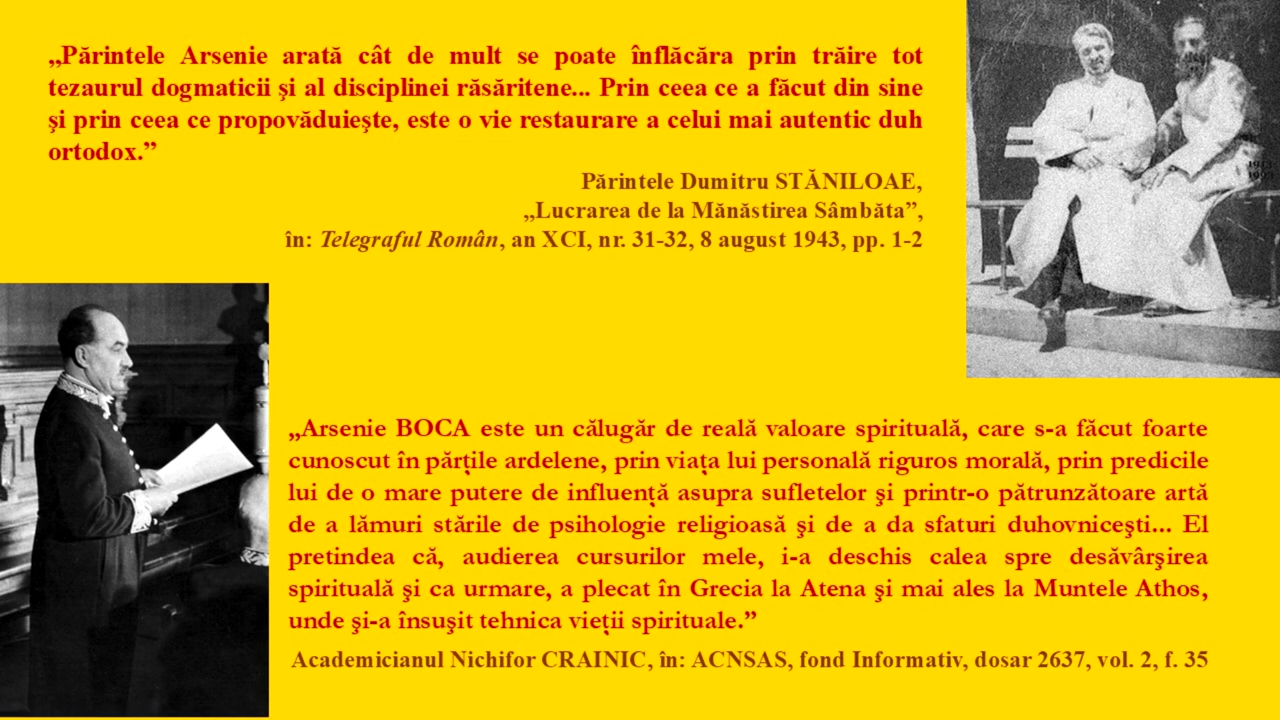 „Părintele Arsenie arată cât de mult se poate înflăcăra prin trăire tot
tezaurul dogmaticii şi al disciplinei răsăritene... Prin ceea ce a făcut din sine
şi prin ceea ce propovăduieşte, este o vie restaurare a celui mai autentic duh
ortodox.”
Părintele Dumitru STĂNILOAE,
„Lucrarea de la Mănăstirea Sâmbăta”,
în: Telegraful Român, an XCI, nr. 31-32, 8 august 1943, pp. 1-2
„Arsenie BOCA este un călugăr de reală valoare spirituală, care s-a făcut foarte
cunoscut în părţile ardelene, prin viaţa lui personală riguros morală, prin predicile
lui de o mare putere de influenţă asupra sufletelor şi printr-o pătrunzătoare artă
de a lămuri stările de psihologie religioasă şi de a da sfaturi duhovniceşti... El
pretindea că, audierea cursurilor mele, i-a deschis calea spre desăvârşirea
spirituală şi ca urmare, a plecat în Grecia la Atena şi mai ales la Muntele Athos,
unde şi-a însuşit tehnica vieţii spirituale.”
Academicianul Nichifor CRAINIC, în: ACNSAS, fond Informativ, dosar 2637, vol. 2, f. 35